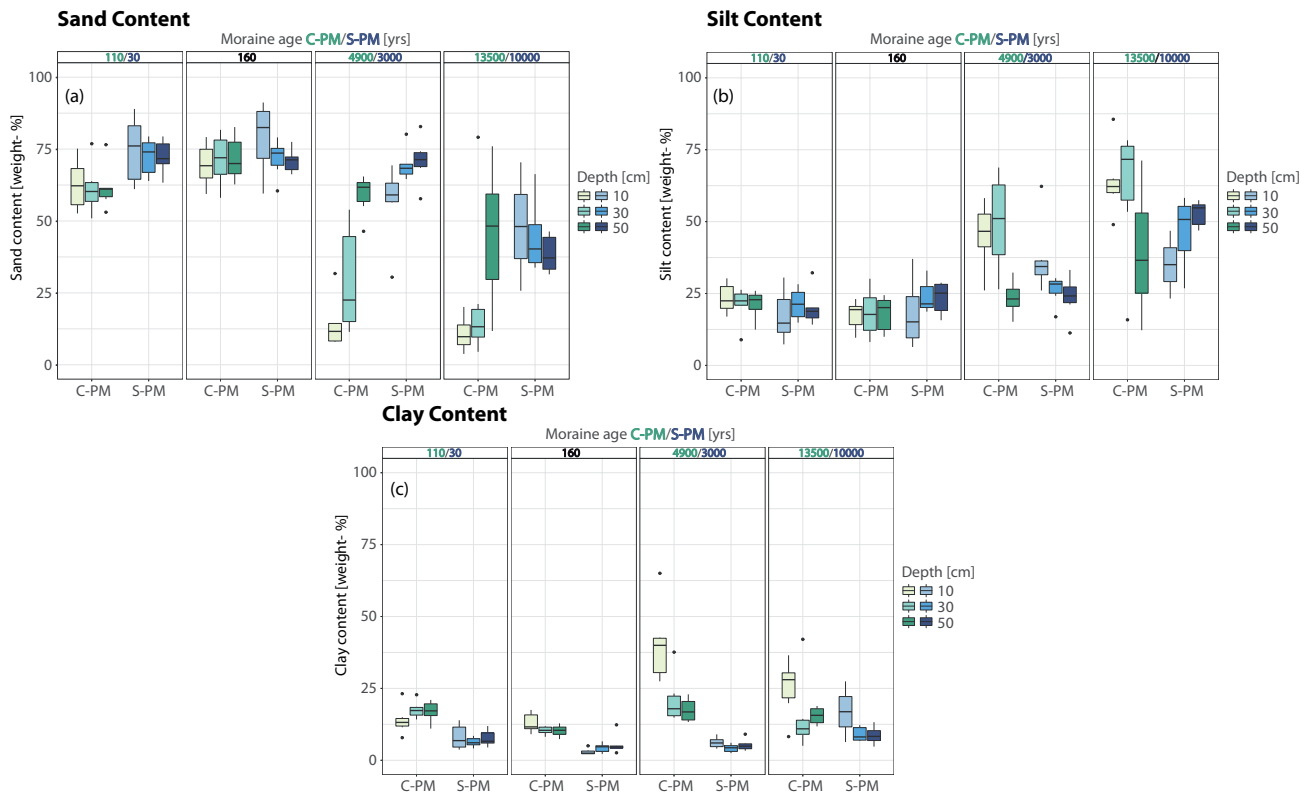 Sand Content
Moraine age C-PM/S-PM [yrs]
110/30 160 4900/3000 13500/10000
(a)
Sand content [weight- %]
100
75
50
25
0
C-PM S-PM C-PM S-PM C-PM S-PM C-PM S-PM
Depth [cm]
10
30
50
Silt Content
Moraine age C-PM/S-PM [yrs]
110/30 160 4900/3000 13500/10000
(b)
Silt content [weight- %]
100
75
50
25
0
C-PM S-PM C-PM S-PM C-PM S-PM C-PM S-PM
Depth [cm]
10
30
50
Clay Content
Moraine age C-PM/S-PM [yrs]
110/30 160 4900/3000 13500/10000
(c)
Clay content [weight- %]
100
75
50
25
0
C-PM S-PM C-PM S-PM C-PM S-PM C-PM S-PM
Depth [cm]
10
30
50